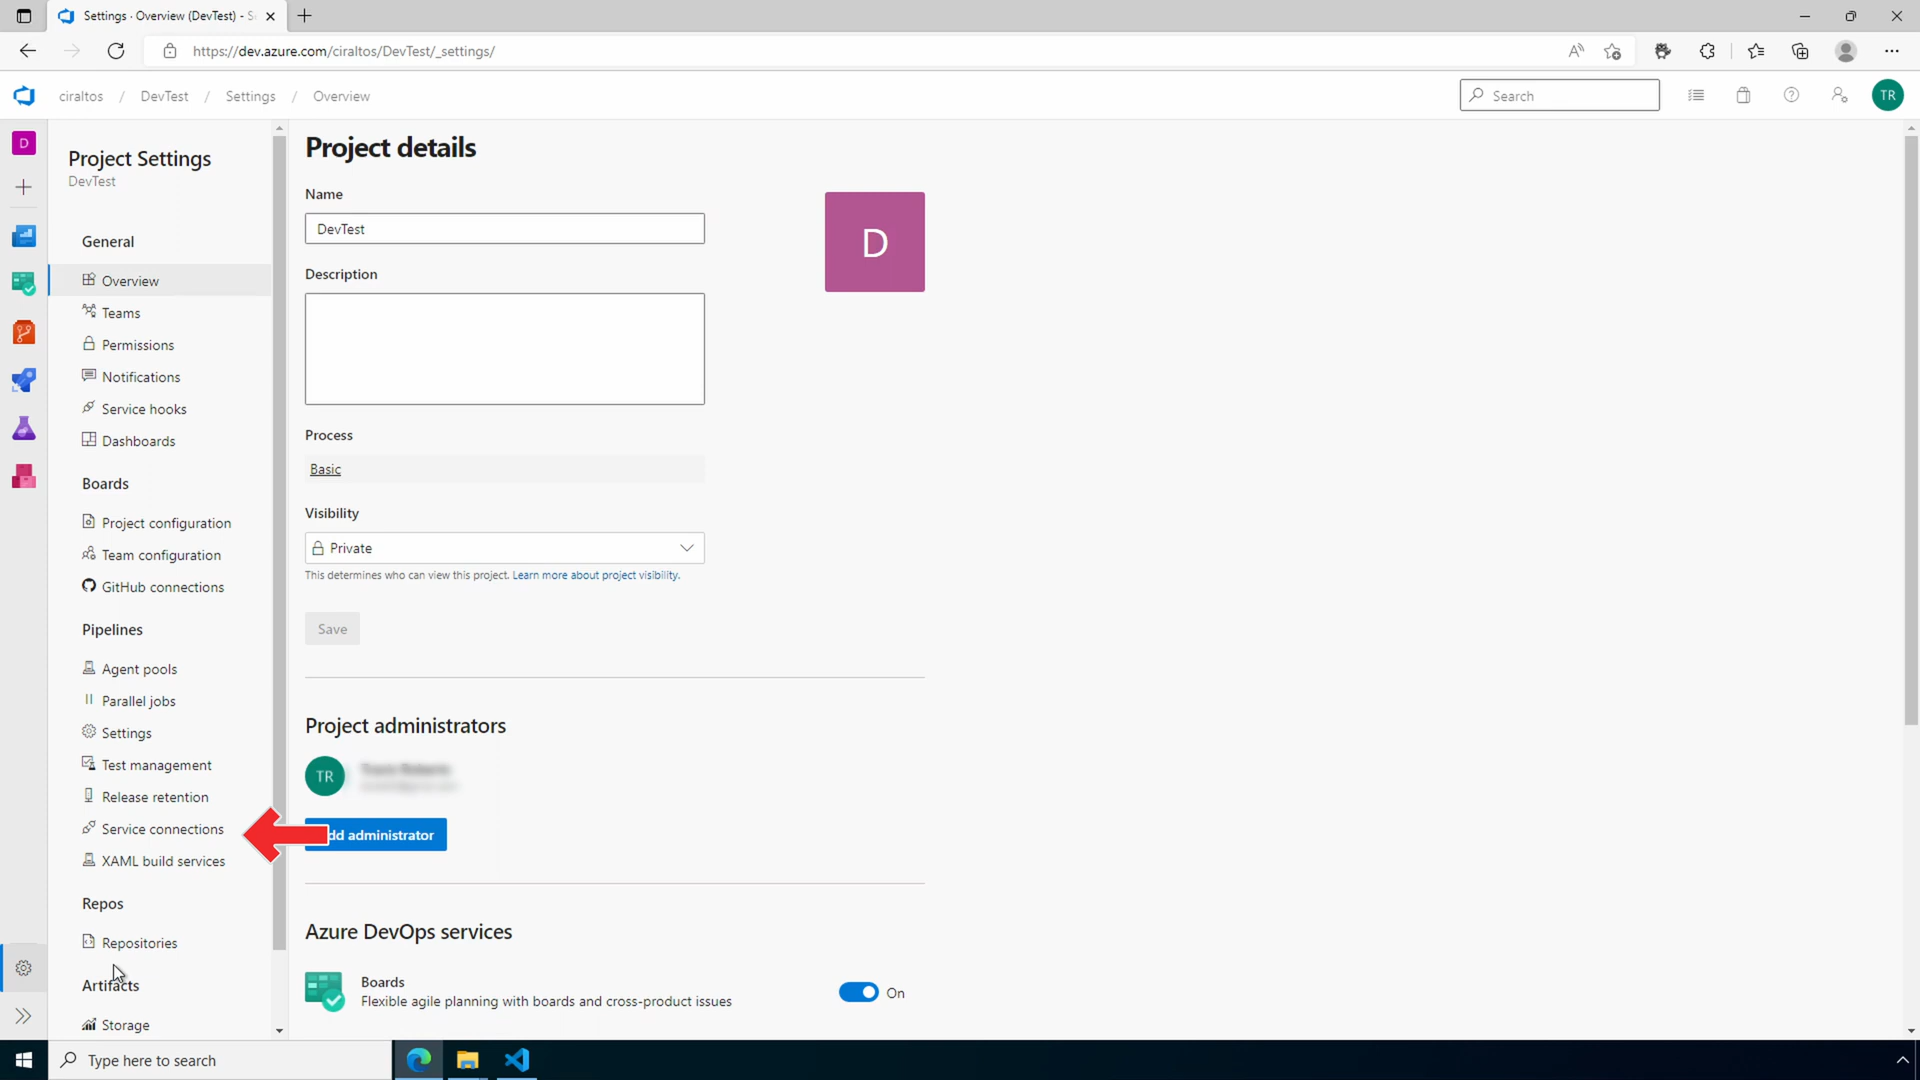 Settings · Overview (DevTest) - S
https://dev.azure.com/ciraltos/DevTest/_settings/
ciraltos / DevTest / Settings / Overview
Search
TR
D
Project Settings
DevTest
General
Overview
Teams
Permissions
Notifications
Service hooks
Dashboards
Boards
Project configuration
Team configuration
GitHub connections
Pipelines
Agent pools
Parallel jobs
Settings
Test management
Release retention
Service connections
XAML build services
Repos
Repositories
Artifacts
Storage
Project details
Name
DevTest
D
Description
Process
Basic
Visibility
Private
This determines who can view this project. Learn more about project visibility.
Save
Project administrators
TR
dd administrator
Azure DevOps services
Boards
Flexible agile planning with boards and cross-product issues
On
Type here to search